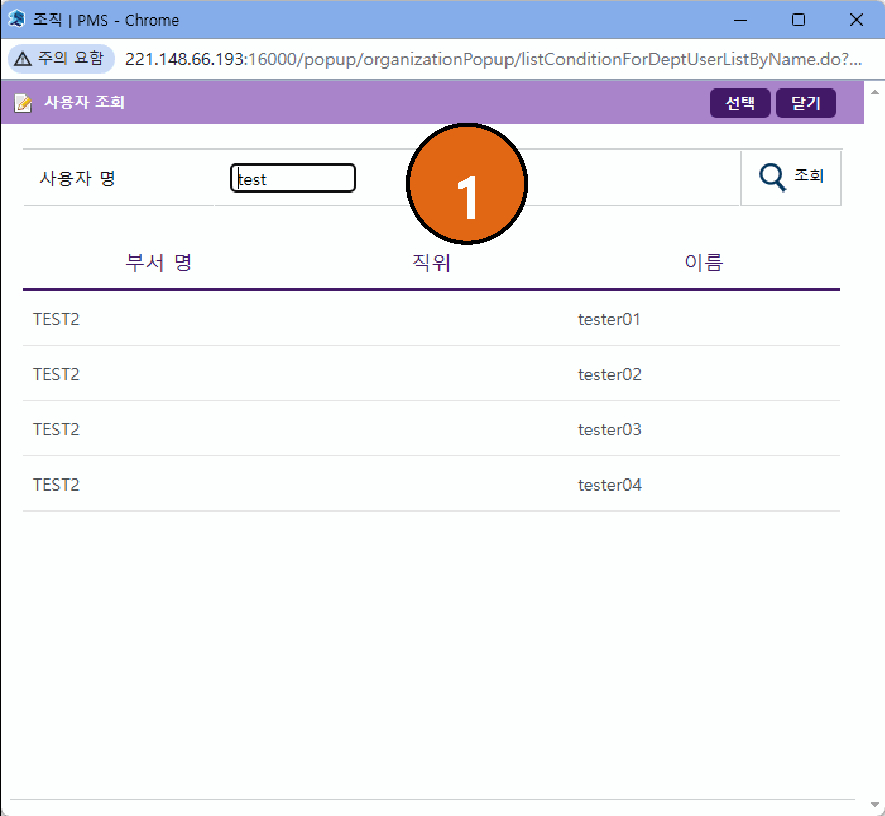 조직 | PMS - Chrome
주의 요함 221.148.66.193:16000/popup/organizationPopup/listConditionForDeptUserListByName.do?...
사용자 조회 선택 닫기
사용자 명 test 1 조회
부서 명 직위 이름
TEST2 tester01
TEST2 tester02
TEST2 tester03
TEST2 tester04